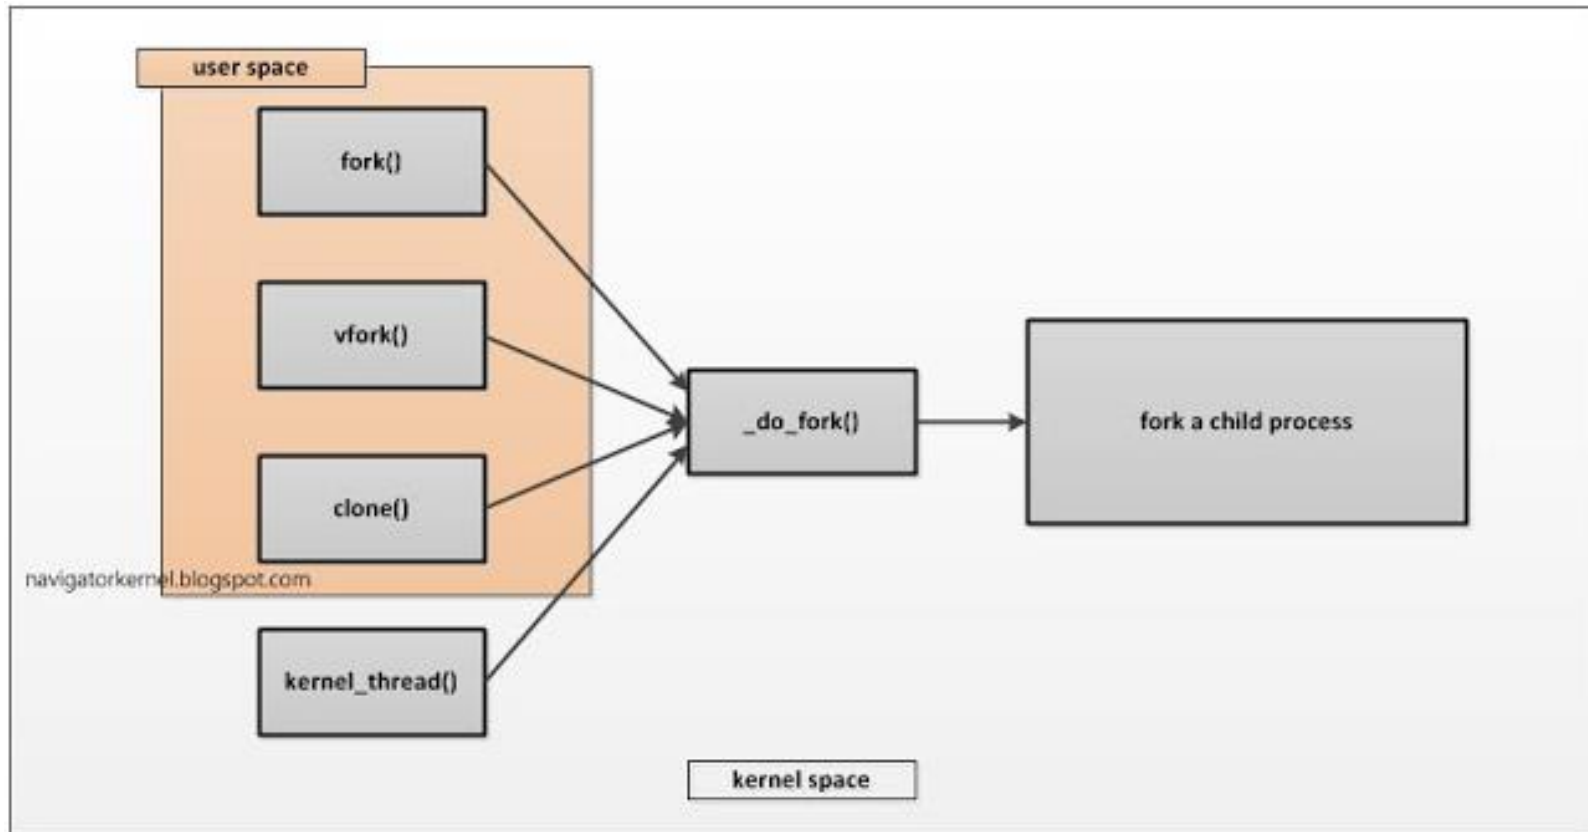 user space
fork()
vfork()
_do_fork()
fork a child process
clone()
navigatorkernel.blogspot.com
kernel_thread()
kernel space